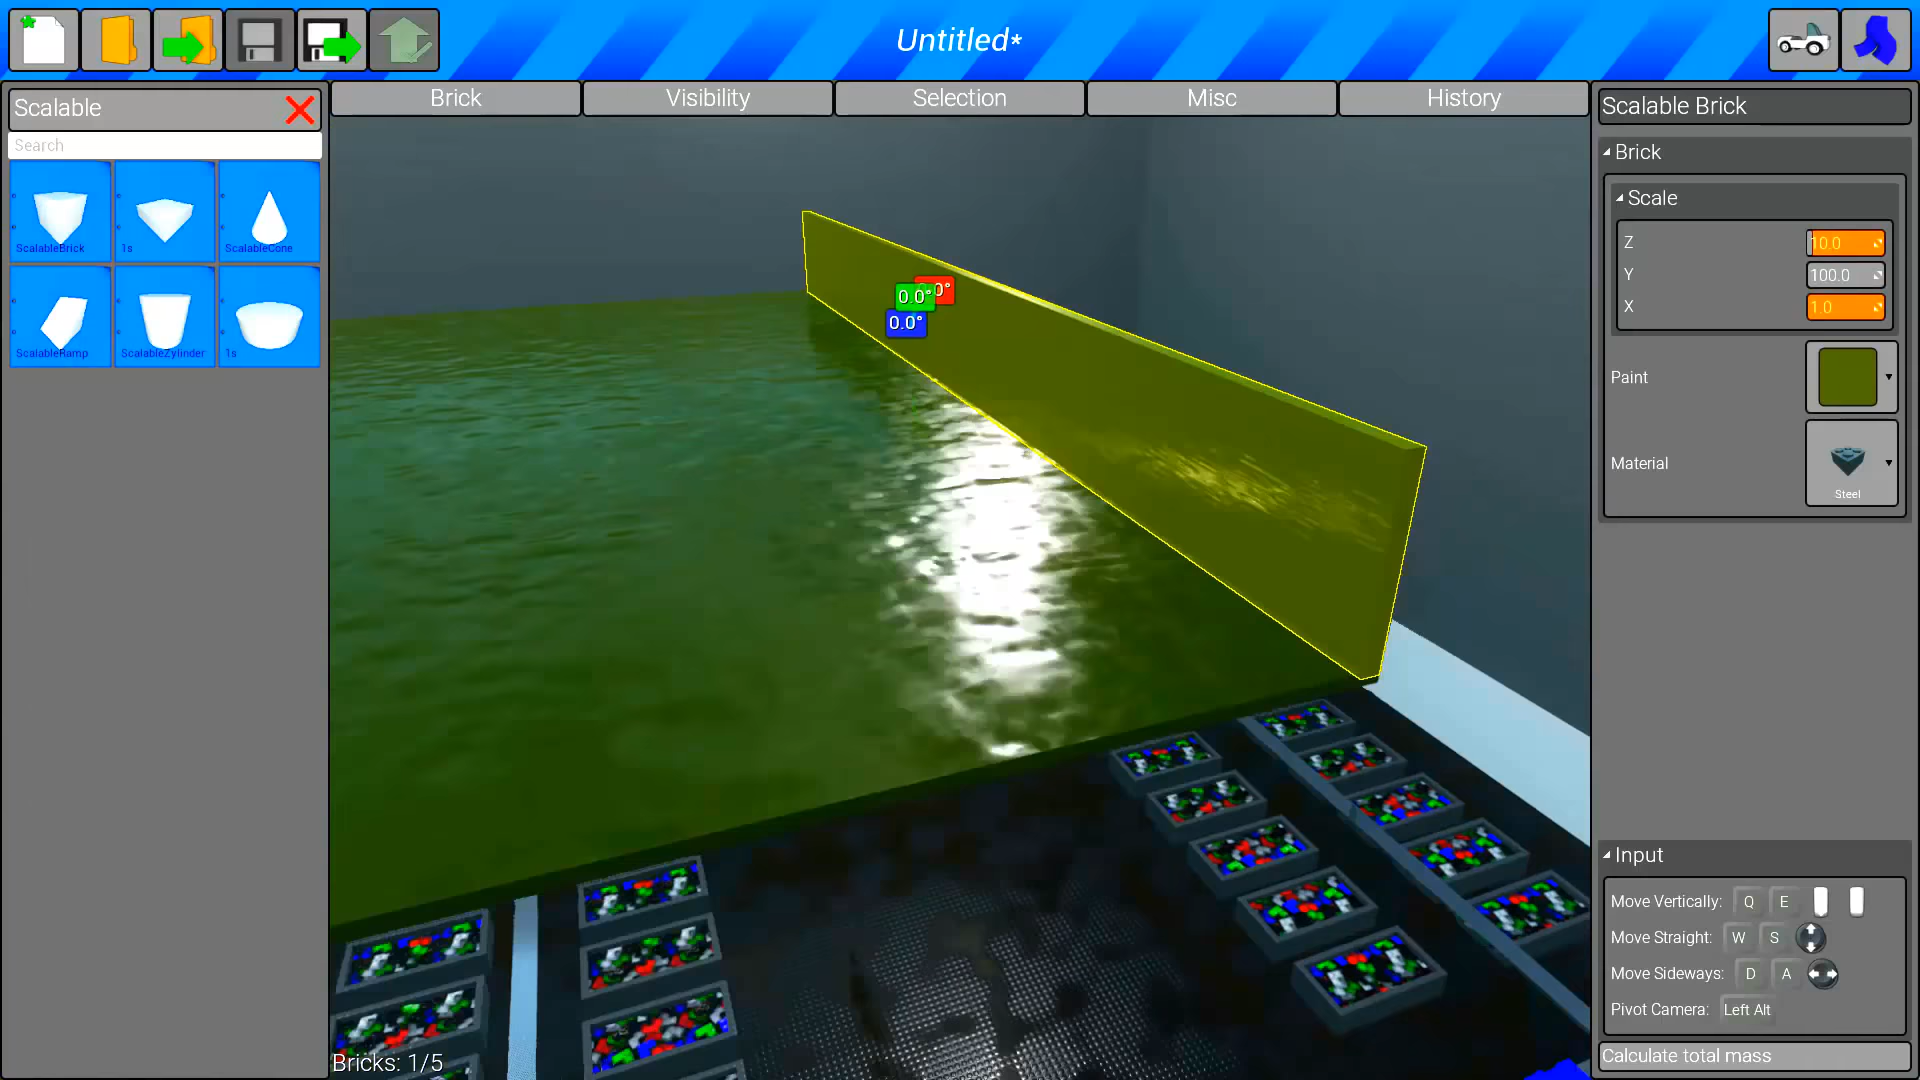 Untitled*
Scalable
Search
ScalableBrick
1s
ScalableCone
ScalableRamp
ScalableZylinder
1s
Brick
Visibility
Selection
Misc
History
0.0°
0.0°
Bricks: 1/5
Scalable Brick
Brick
Scale
Z
10.0
Y
100.0
X
1.0
Paint
Material
Steel
Input
Move Vertically: Q E
Move Straight: W S
Move Sideways: D A
Pivot Camera: Left Alt
Calculate total mass